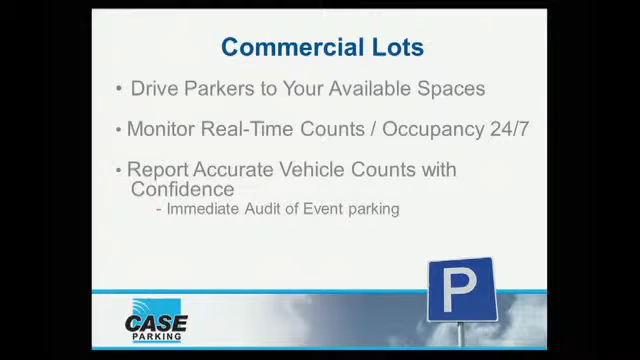 Commercial Lots
• Drive Parkers to Your Available Spaces
• Monitor Real-Time Counts / Occupancy 24/7
• Report Accurate Vehicle Counts with
Confidence
- Immediate Audit of Event parking
P
CASE
PARKING